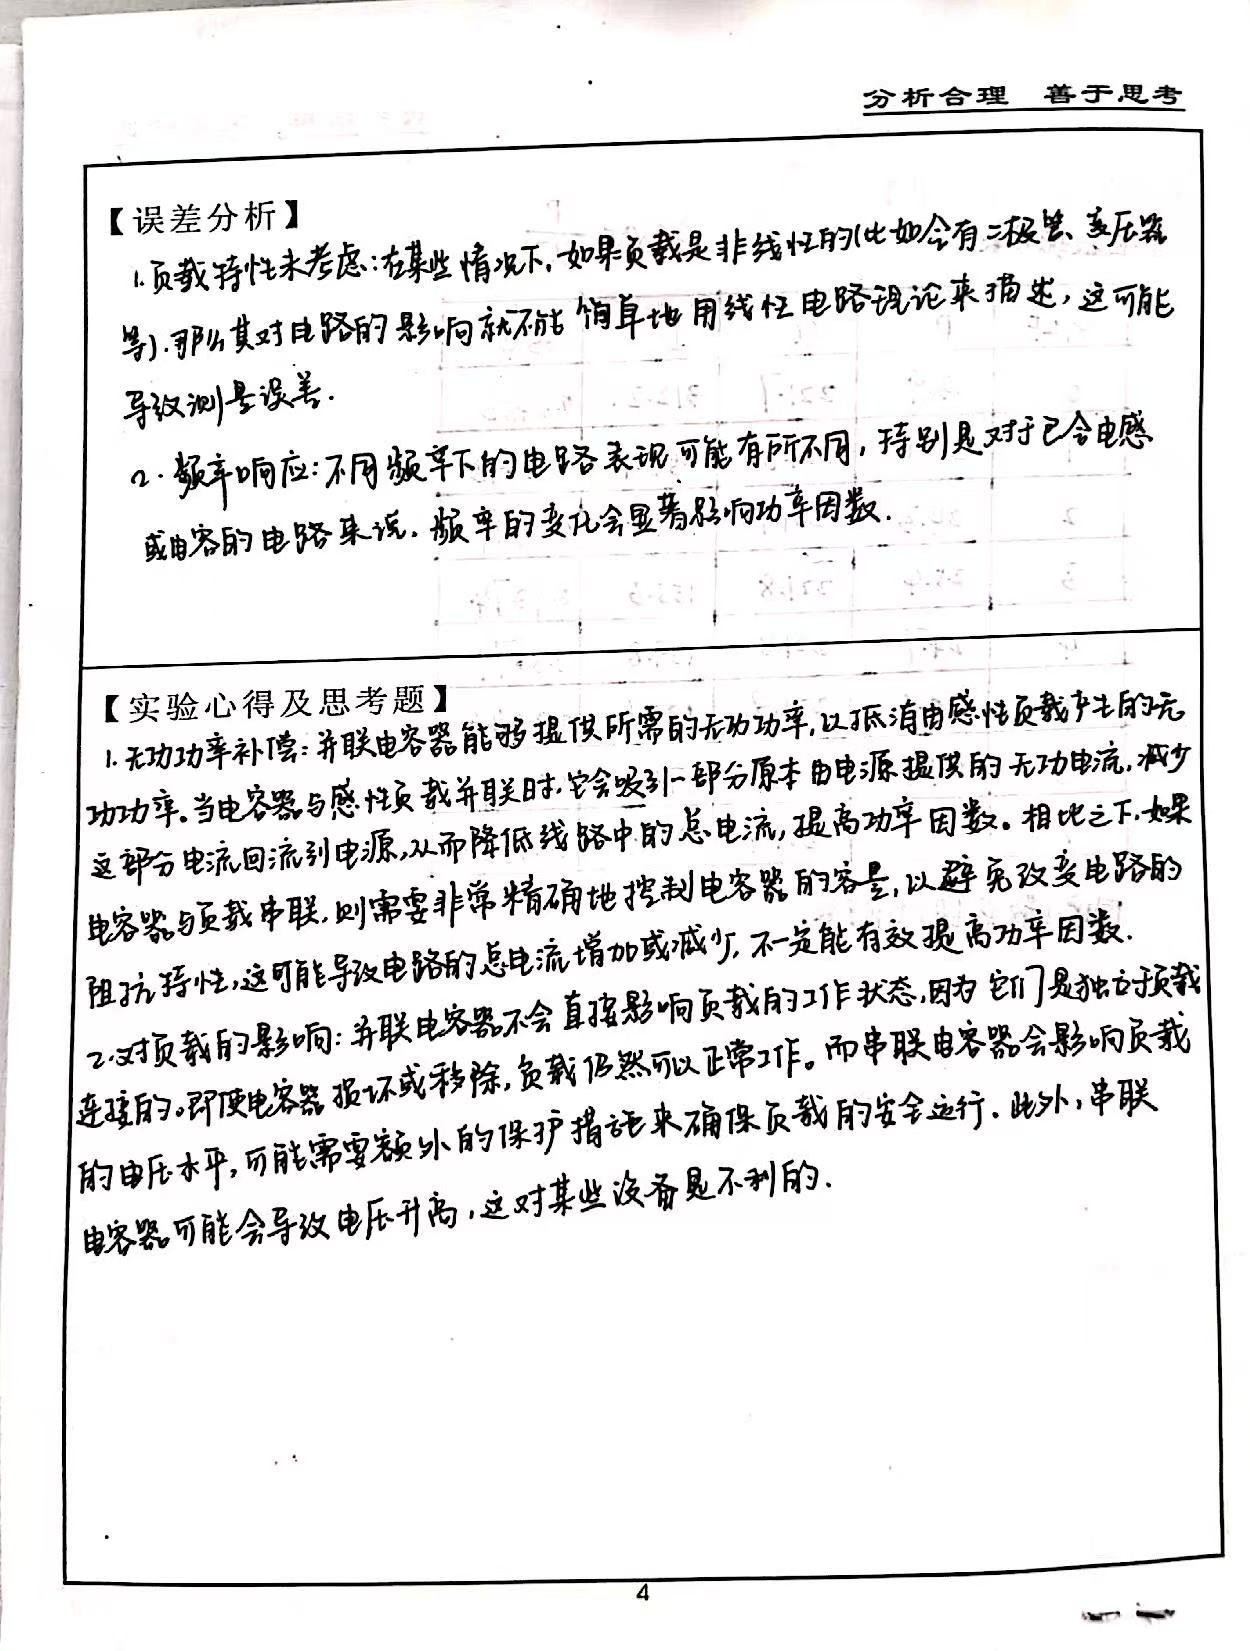 分析合理 善于思考
【误差分析】
1.负载特性未考虑:在某些情况下,如果负载是非线性的(比如含有二极管、变压器
等).那么其对电路的影响就不能简单地用线性电路理论来描述,这可能
导致测量误差.
2.频率响应:不同频率下的电路表现可能有所不同,特别是对于包含电感
或电容的电路来说.频率的变化会显著影响功率因数.
【实验心得及思考题】
1.无功功率补偿:并联电容器能够提供所需的无功功率,以抵消由感性负载产生的无
功功率。当电容器与感性负载并联时,它会吸引一部分原本由电源提供的无功电流,减少
这部分电流回流到电源,从而降低线路中的总电流,提高功率因数。相比之下,如果
电容器与负载串联,则需要非常精确地控制电容器的容量,以避免改变电路的
阻抗特性,这可能导致电路的总电流增加或减少,不一定能有效提高功率因数.
2.对负载的影响:并联电容器不会直接影响负载的工作状态,因为它们是独立于负载
连接的。即使电容器损坏或移除,负载仍然可以正常工作。而串联电容器会影响负载
的电压水平,可能需要额外的保护措施来确保负载的安全运行.此外,串联
电容器可能会导致电压升高,这对某些设备是不利的.
4